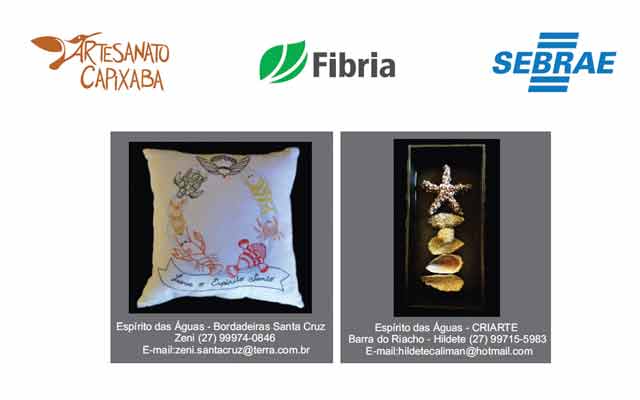 ARTESANATO
CAPIXABA
Fibria
SEBRAE
Espírito das Águas - Bordadeiras Santa Cruz
Zeni (27) 99974-0846
E-mail:zeni.santacruz@terra.com.br
Espírito das Águas - CRIARTE
Barra do Riacho - Hildete (27) 99715-5983
E-mail:hildetecaliman@hotmail.com